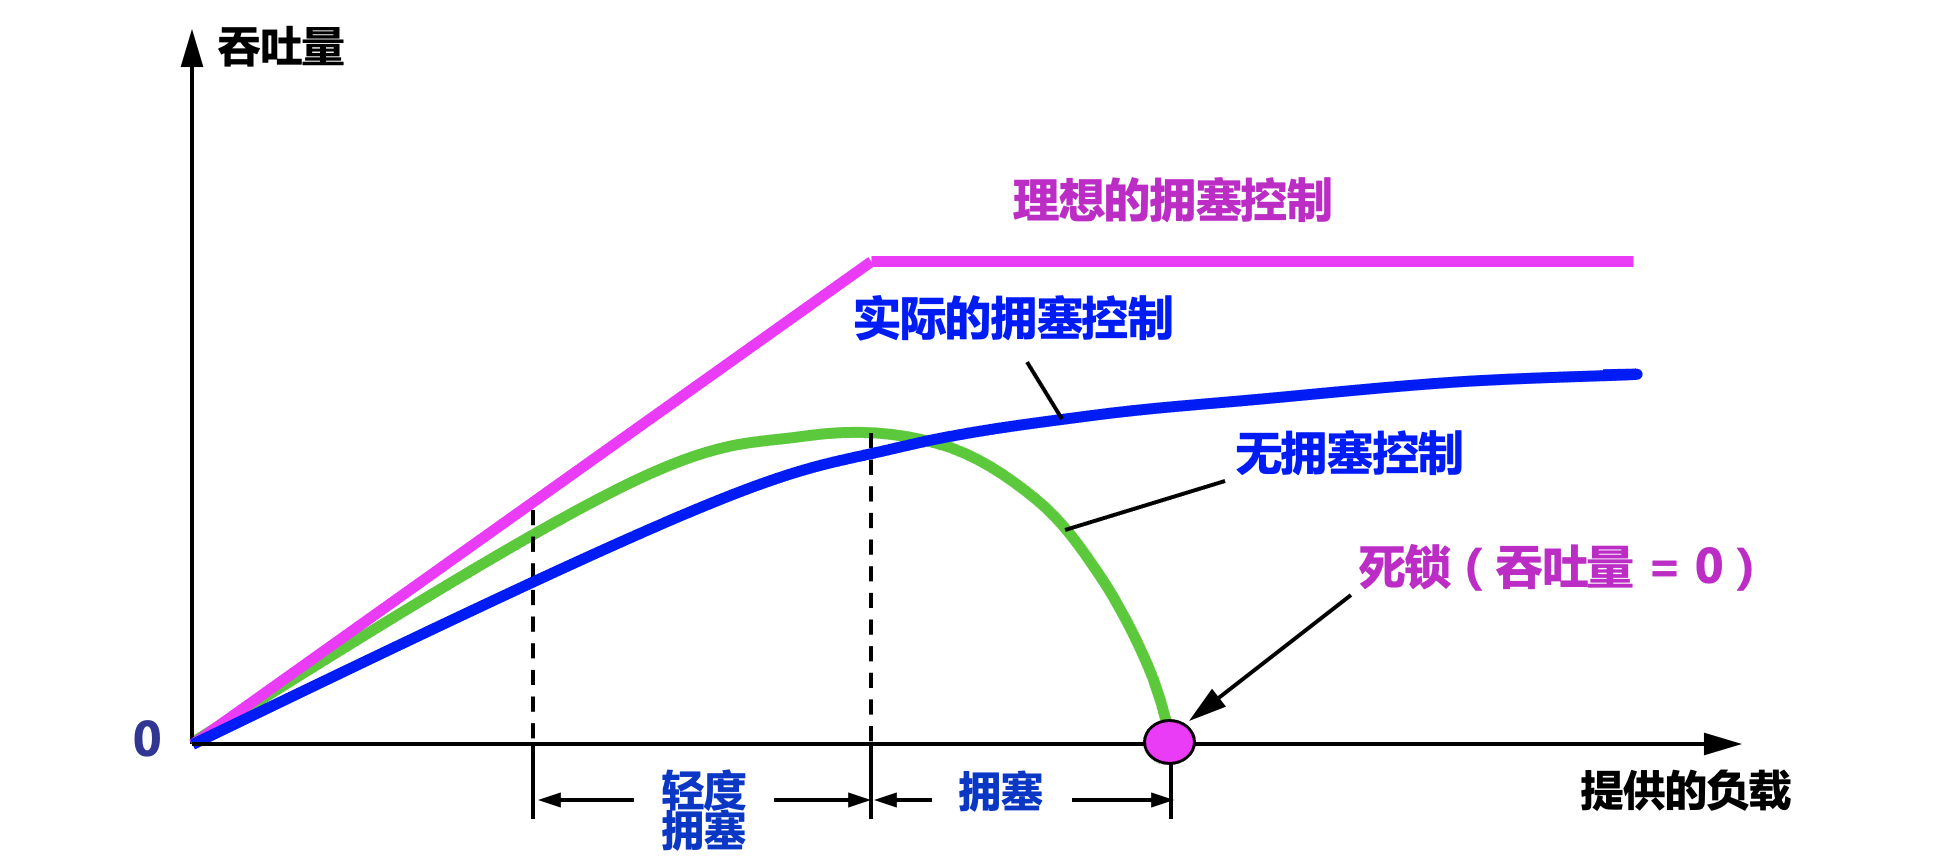 吞吐量
理想的拥塞控制
实际的拥塞控制
无拥塞控制
死锁（吞吐量 = 0）
0
轻度
拥塞
拥塞
提供的负载